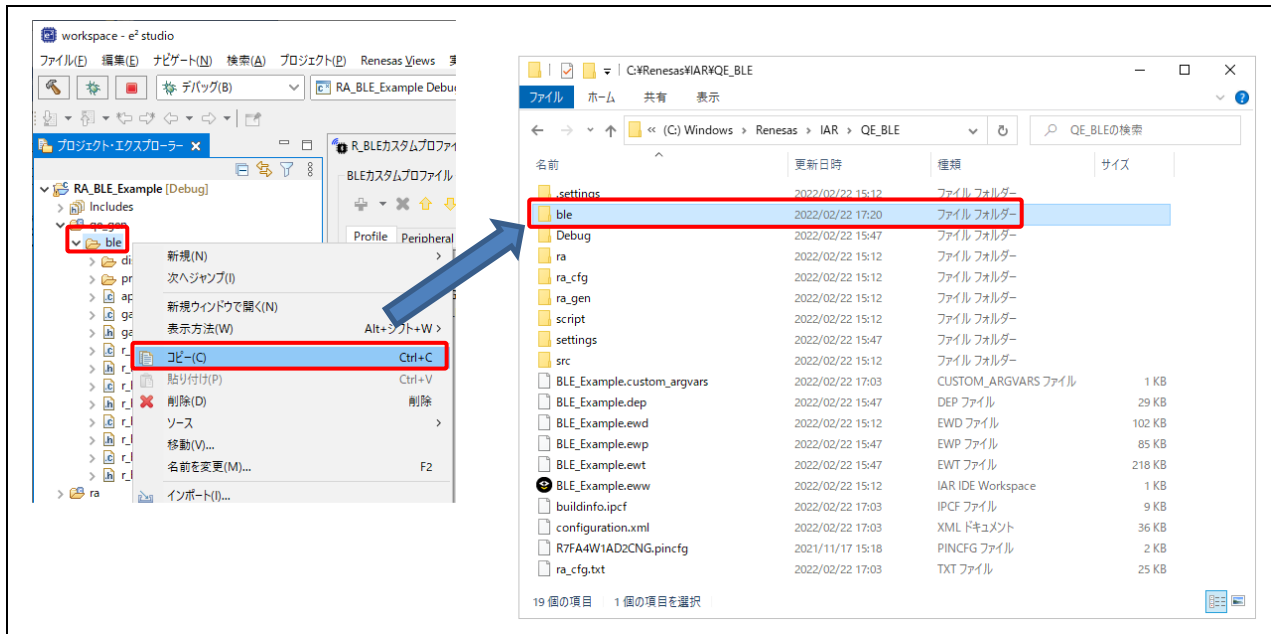 workspace - e² studio
ファイル(F) 編集(E) ナビゲート(N) 検索(A) プロジェクト(P) Renesas Views
デバッグ(B)
RA_BLE_Example Debu
プロジェクト・エクスプローラー
RA_BLE_Example [Debug]
Includes
qe_gen
ble
di
pr
ap
ga
ga
r_
r_
r_l
r_l
r_l
r_l
r_l
r_l
ra
R_BLEカスタムプロファイ
BLEカスタムプロファイル
Profile Peripheral
新規(N)
次へジャンプ(I)
新規ウィンドウで開く(N)
表示方法(W) Alt+シフト+W
コピー(C) Ctrl+C
貼り付け(P) Ctrl+V
削除(D) 削除
ソース
移動(V)...
名前を変更(M)... F2
インポート(I)...
C:¥Renesas¥IAR¥QE_BLE
ファイル ホーム 共有 表示
« (C:) Windows › Renesas › IAR › QE_BLE
QE_BLEの検索
名前 更新日時 種類 サイズ
.settings 2022/02/22 15:12 ファイル フォルダー
ble 2022/02/22 17:20 ファイル フォルダー
Debug 2022/02/22 15:47 ファイル フォルダー
ra 2022/02/22 15:12 ファイル フォルダー
ra_cfg 2022/02/22 15:12 ファイル フォルダー
ra_gen 2022/02/22 15:12 ファイル フォルダー
script 2022/02/22 15:47 ファイル フォルダー
settings 2022/02/22 15:47 ファイル フォルダー
src 2022/02/22 15:12 ファイル フォルダー
BLE_Example.custom_argvars 2022/02/22 17:03 CUSTOM_ARGVARS ファイル 1 KB
BLE_Example.dep 2022/02/22 15:47 DEP ファイル 29 KB
BLE_Example.ewd 2022/02/22 15:12 EWD ファイル 102 KB
BLE_Example.ewp 2022/02/22 15:47 EWP ファイル 85 KB
BLE_Example.ewt 2022/02/22 15:47 EWT ファイル 218 KB
BLE_Example.eww 2022/02/22 15:12 IAR IDE Workspace 1 KB
buildinfo.ipcf 2022/02/22 17:03 IPCF ファイル 9 KB
configuration.xml 2022/02/22 17:03 XML ドキュメント 36 KB
R7FA4W1AD2CNG.pincfg 2021/11/17 15:18 PINCFG ファイル 2 KB
ra_cfg.txt 2022/02/22 17:03 TXT ファイル 25 KB
19 個の項目 1 個の項目を選択